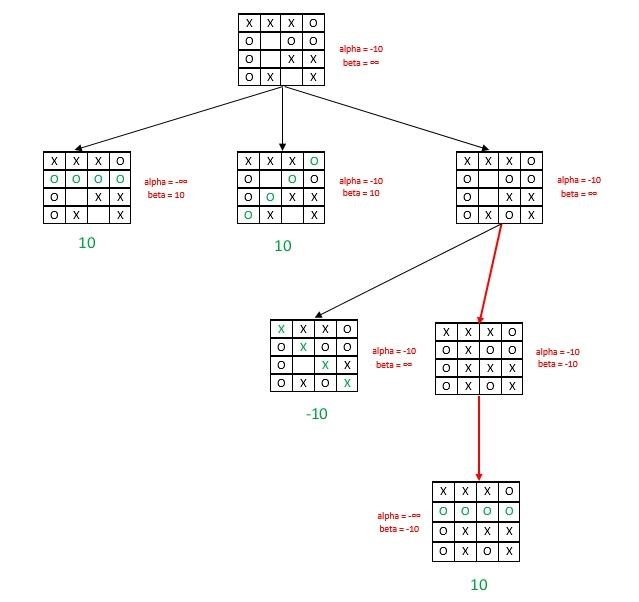 X X X O
O O O
O X X
O X X
alpha = -10
beta = ∞
X X X O
O O O O
O X X
O X X
alpha = -∞
beta = 10
10
X X X O
O O O
O O X X
O X X
alpha = -10
beta = 10
10
X X X O
O O O
O X X
O X O X
alpha = -10
beta = ∞
X X X O
O X O O
O X X
O X O X
alpha = -10
beta = ∞
-10
X X X O
O X O O
O X X X
O X O X
alpha = -10
beta = -10
X X X O
O O O O
O X X X
O X O X
alpha = -∞
beta = -10
10